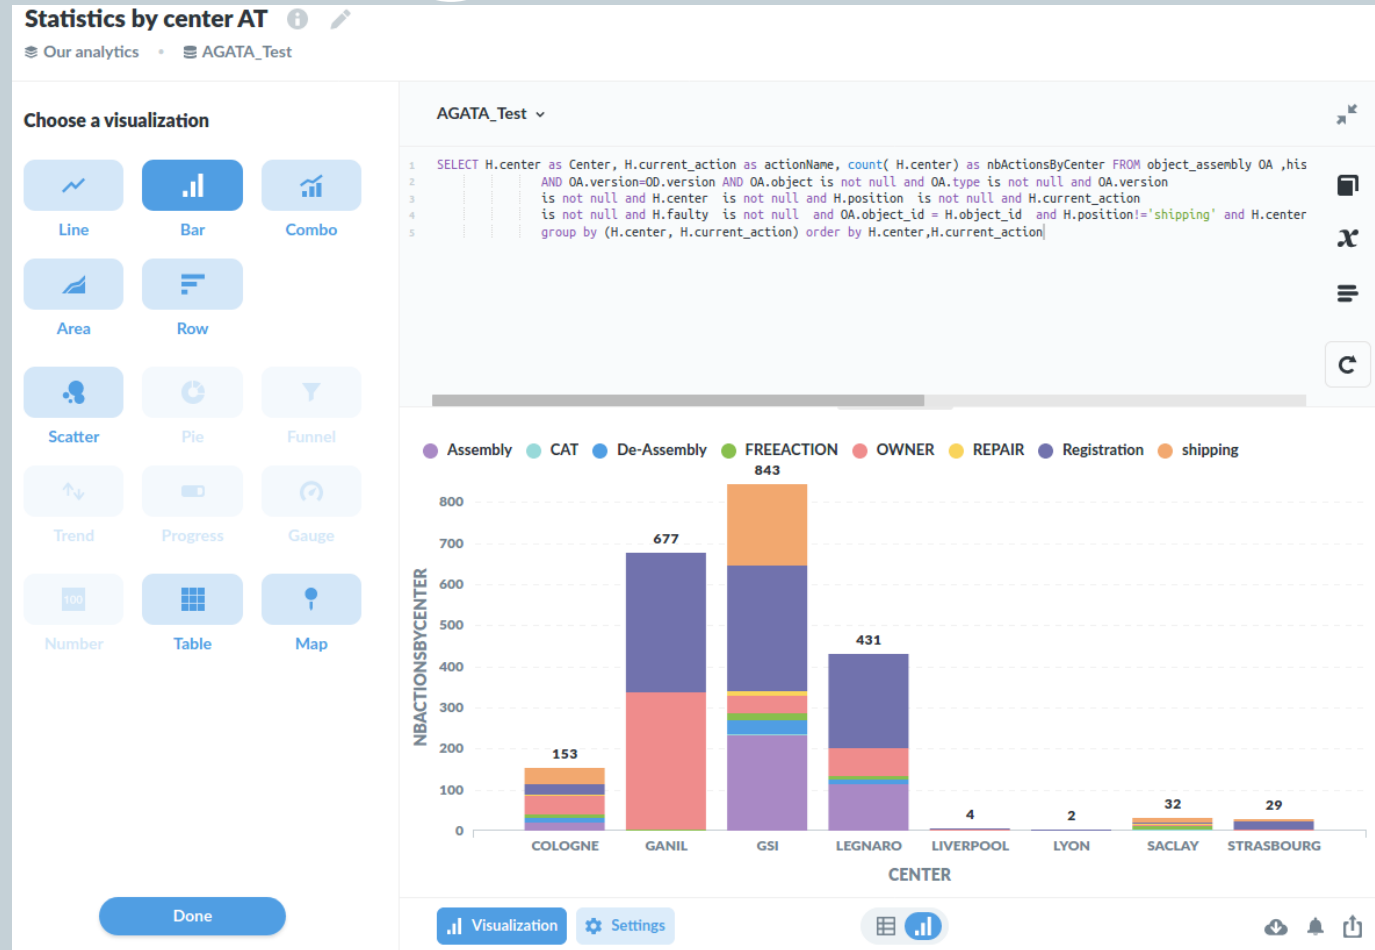 Statistics by center AT
Our analytics • AGATA_Test
Choose a visualization
Line
Bar
Combo
Area
Row
Scatter
Pie
Funnel
Trend
Progress
Gauge
100
Number
Table
Map
Done
AGATA_Test
1 SELECT H.center as Center, H.current_action as actionName, count( H.center) as nbActionsByCenter FROM object_assembly OA ,his
2 AND OA.version=OD.version AND OA.object is not null and OA.type is not null and OA.version
3 is not null and H.center is not null and H.position is not null and H.current_action
4 is not null and H.faulty is not null and OA.object_id = H.object_id and H.position!='shipping' and H.center
5 group by (H.center, H.current_action) order by H.center,H.current_action
x
Assembly CAT De-Assembly FREEACTION OWNER REPAIR Registration shipping
NBACTIONSBYCENTER
800
700
600
500
400
300
200
100
0
153
677
843
431
4
2
32
29
COLOGNE GANIL GSI LEGNARO LIVERPOOL LYON SACLAY STRASBOURG
CENTER
Visualization
Settings